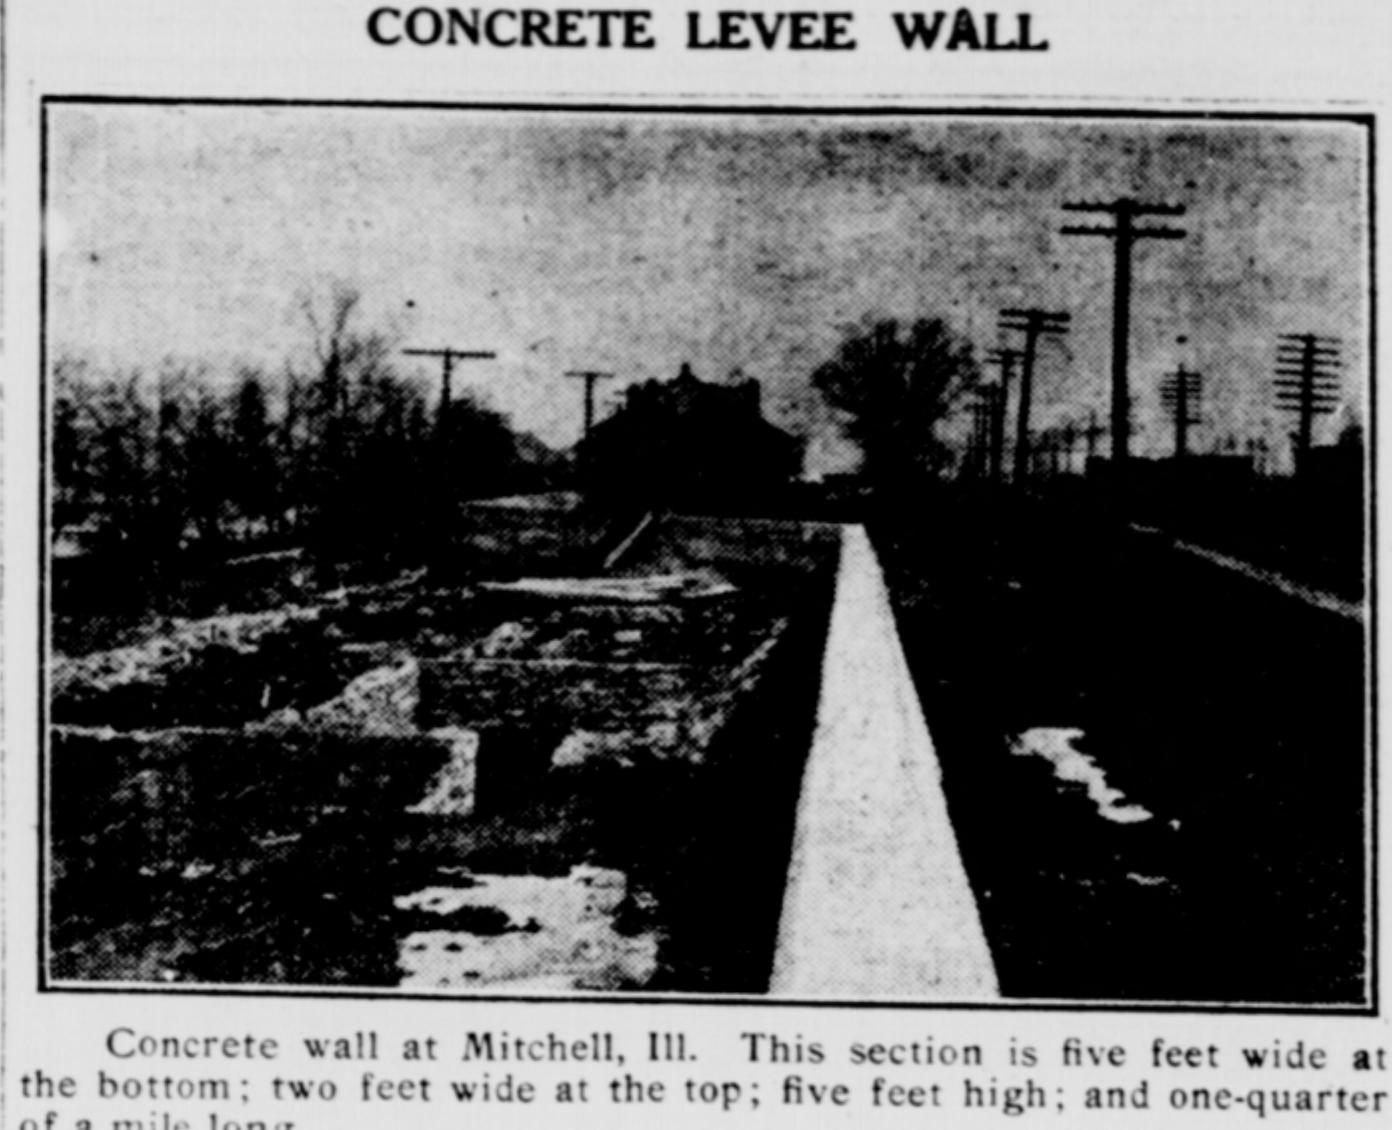 CONCRETE LEVEE WALL
Concrete wall at Mitchell, Ill. This section is five feet wide at
the bottom; two feet wide at the top; five feet high; and one-quarter
of a mile long